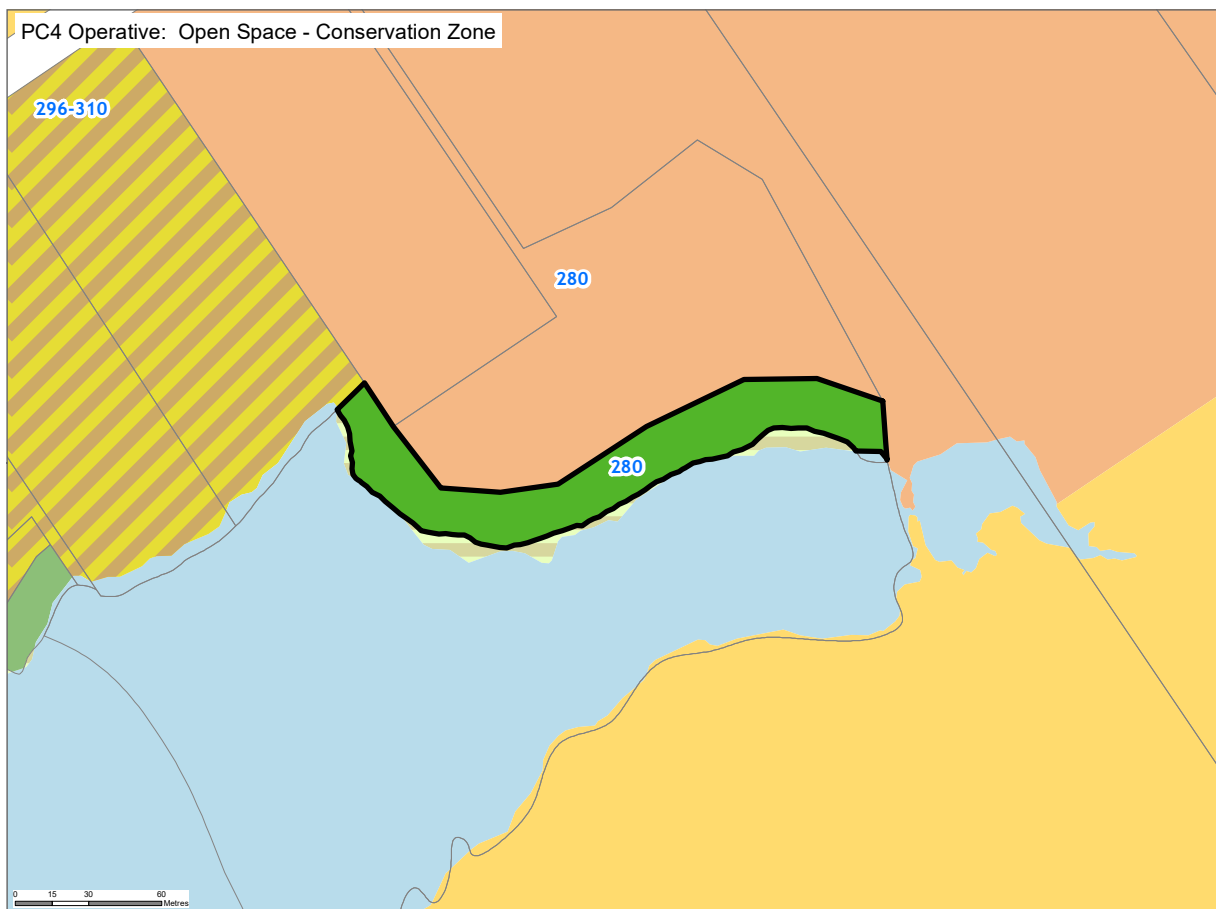 PC4 Operative:  Open Space - Conservation Zone
296-310
280
280
0 15 30 60
Metres